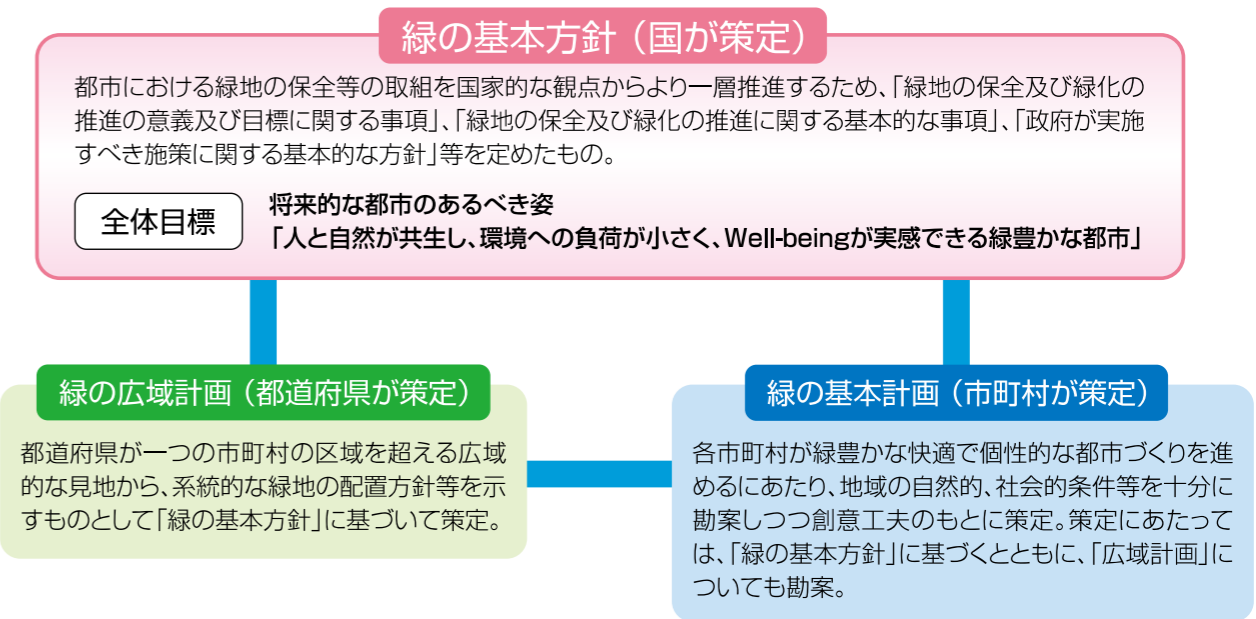 緑の基本方針（国が策定）
都市における緑地の保全等の取組を国家的な観点からより一層推進するため、「緑地の保全及び緑化の
推進の意義及び目標に関する事項」、「緑地の保全及び緑化の推進に関する基本的な事項」、「政府が実施
すべき施策に関する基本的な方針」等を定めたもの。
全体目標
将来的な都市のあるべき姿
「人と自然が共生し、環境への負荷が小さく、Well-beingが実感できる緑豊かな都市」
緑の広域計画（都道府県が策定）
都道府県が一つの市町村の区域を超える広域
的な見地から、系統的な緑地の配置方針等を示
すものとして「緑の基本方針」に基づいて策定。
緑の基本計画（市町村が策定）
各市町村が緑豊かな快適で個性的な都市づくりを進
めるにあたり、地域の自然的、社会的条件等を十分に
勘案しつつ創意工夫のもとに策定。策定にあたって
は、「緑の基本方針」に基づくとともに、「広域計画」に
ついても勘案。